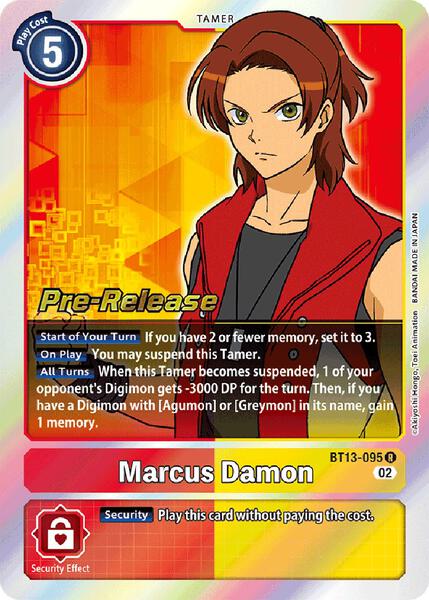 TAMER
Play Cost
5
Pre-Release
Start of Your Turn If you have 2 or fewer memory, set it to 3.
On Play You may suspend this Tamer.
All Turns When this Tamer becomes suspended, 1 of your
opponent's Digimon gets -3000 DP for the turn. Then, if you
have a Digimon with [Agumon] or [Greymon] in its name, gain
1 memory.
©Akiyoshi Hongo, Toei Animation BANDAI MADE IN JAPAN
BT13-095 R
Marcus Damon
02
Security Play this card without paying the cost.
Security Effect